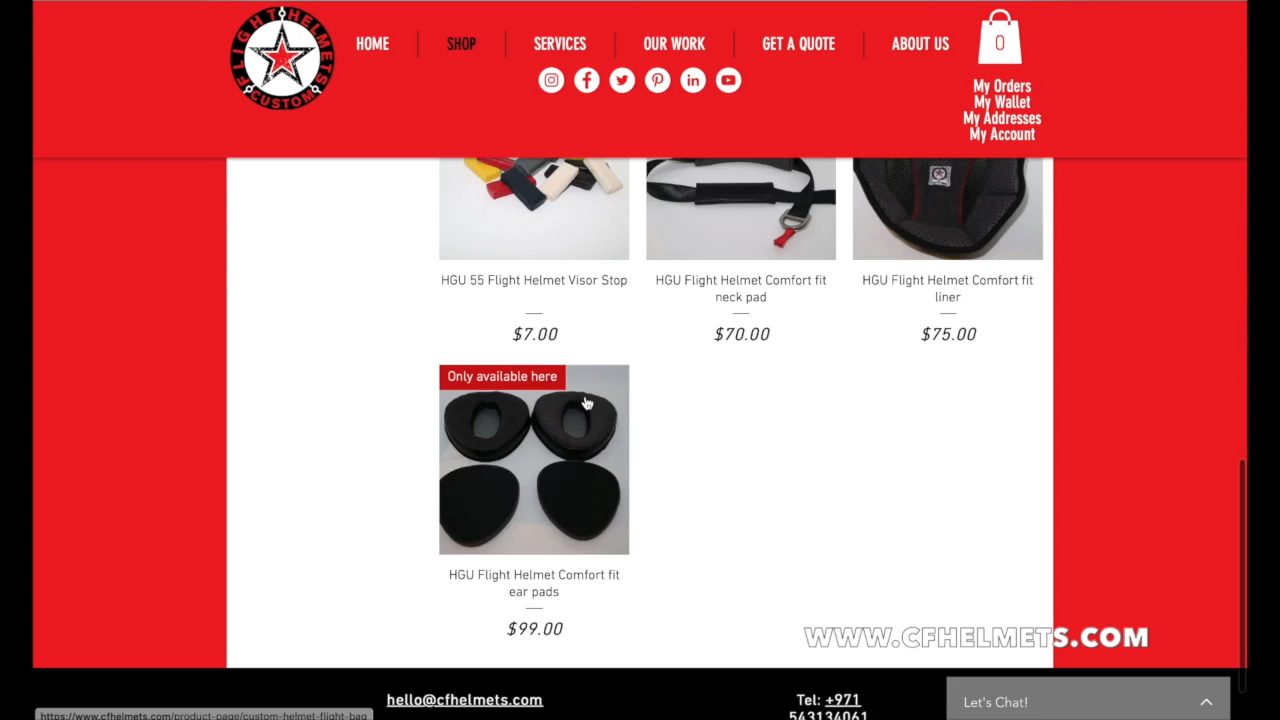 FLIGHT HELMETS
CUSTOM
HOME
SHOP
SERVICES
OUR WORK
GET A QUOTE
ABOUT US
0
My Orders
My Wallet
My Addresses
My Account
HGU 55 Flight Helmet Visor Stop
$7.00
HGU Flight Helmet Comfort fit
neck pad
$70.00
HGU Flight Helmet Comfort fit
liner
$75.00
Only available here
HGU Flight Helmet Comfort fit
ear pads
$99.00
WWW.CFHELMETS.COM
hello@cfhelmets.com
Tel: +971
543134061
Let's Chat!
https://www.cfhelmets.com/product-page/custom-helmet-flight-bag